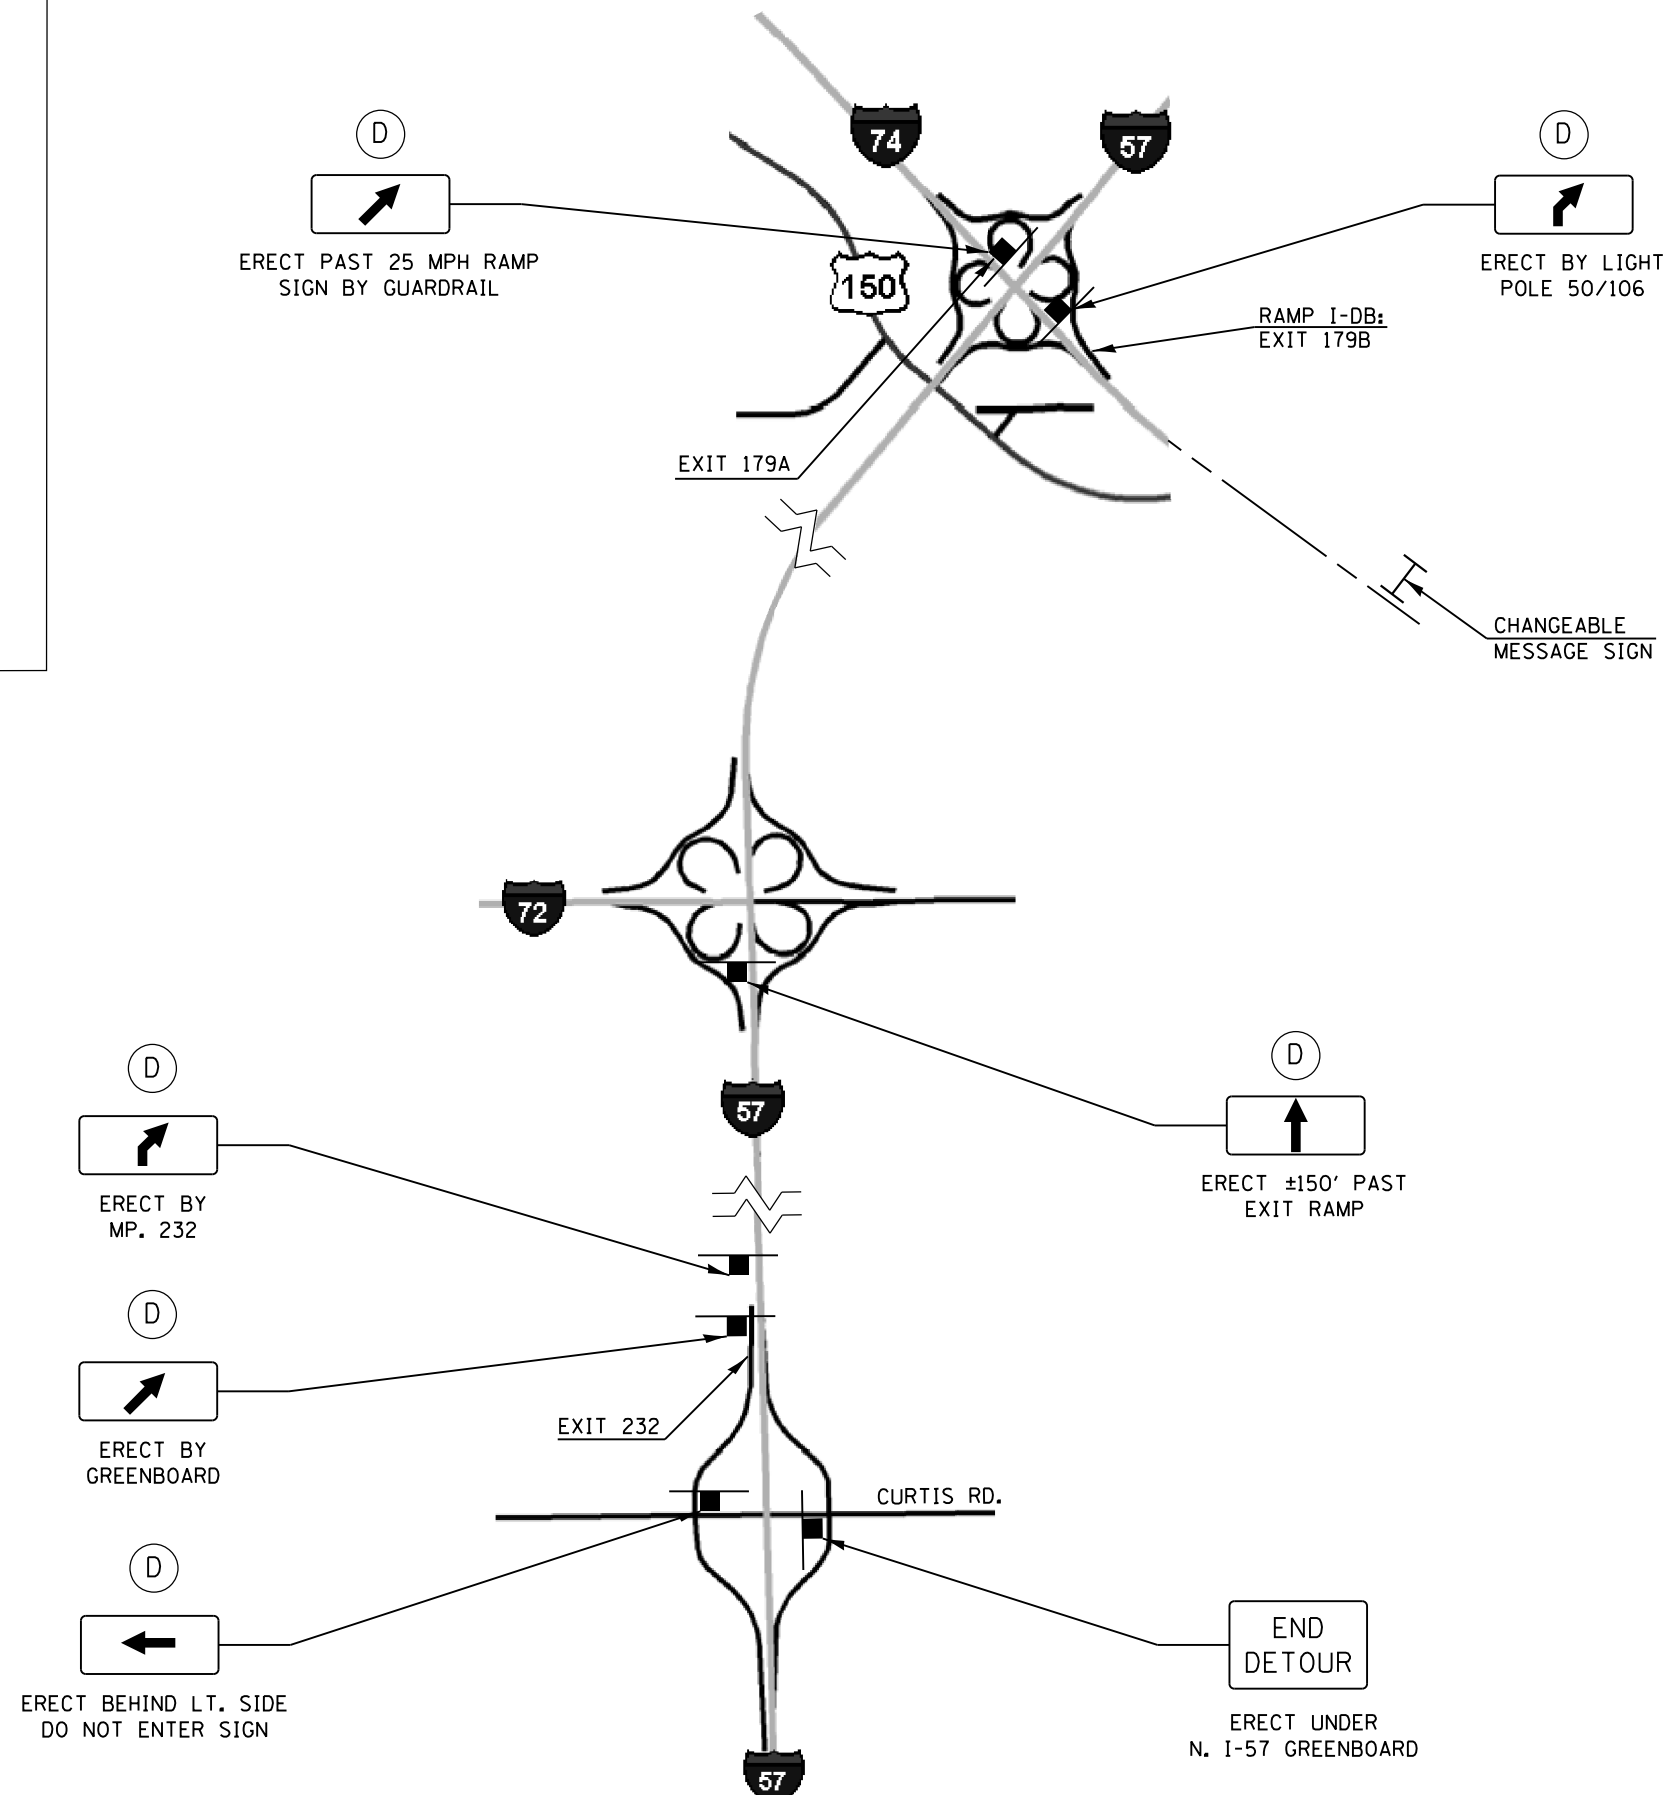 74
57
D
ERECT PAST 25 MPH RAMP
SIGN BY GUARDRAIL
150
D
ERECT BY LIGHT
POLE 50/106
RAMP I-DB:
EXIT 179B
EXIT 179A
CHANGEABLE
MESSAGE SIGN
72
57
D
ERECT BY
MP. 232
D
ERECT ±150' PAST
EXIT RAMP
D
ERECT BY
GREENBOARD
EXIT 232
CURTIS RD.
D
ERECT BEHIND LT. SIDE
DO NOT ENTER SIGN
END
DETOUR
ERECT UNDER
N. I-57 GREENBOARD
57